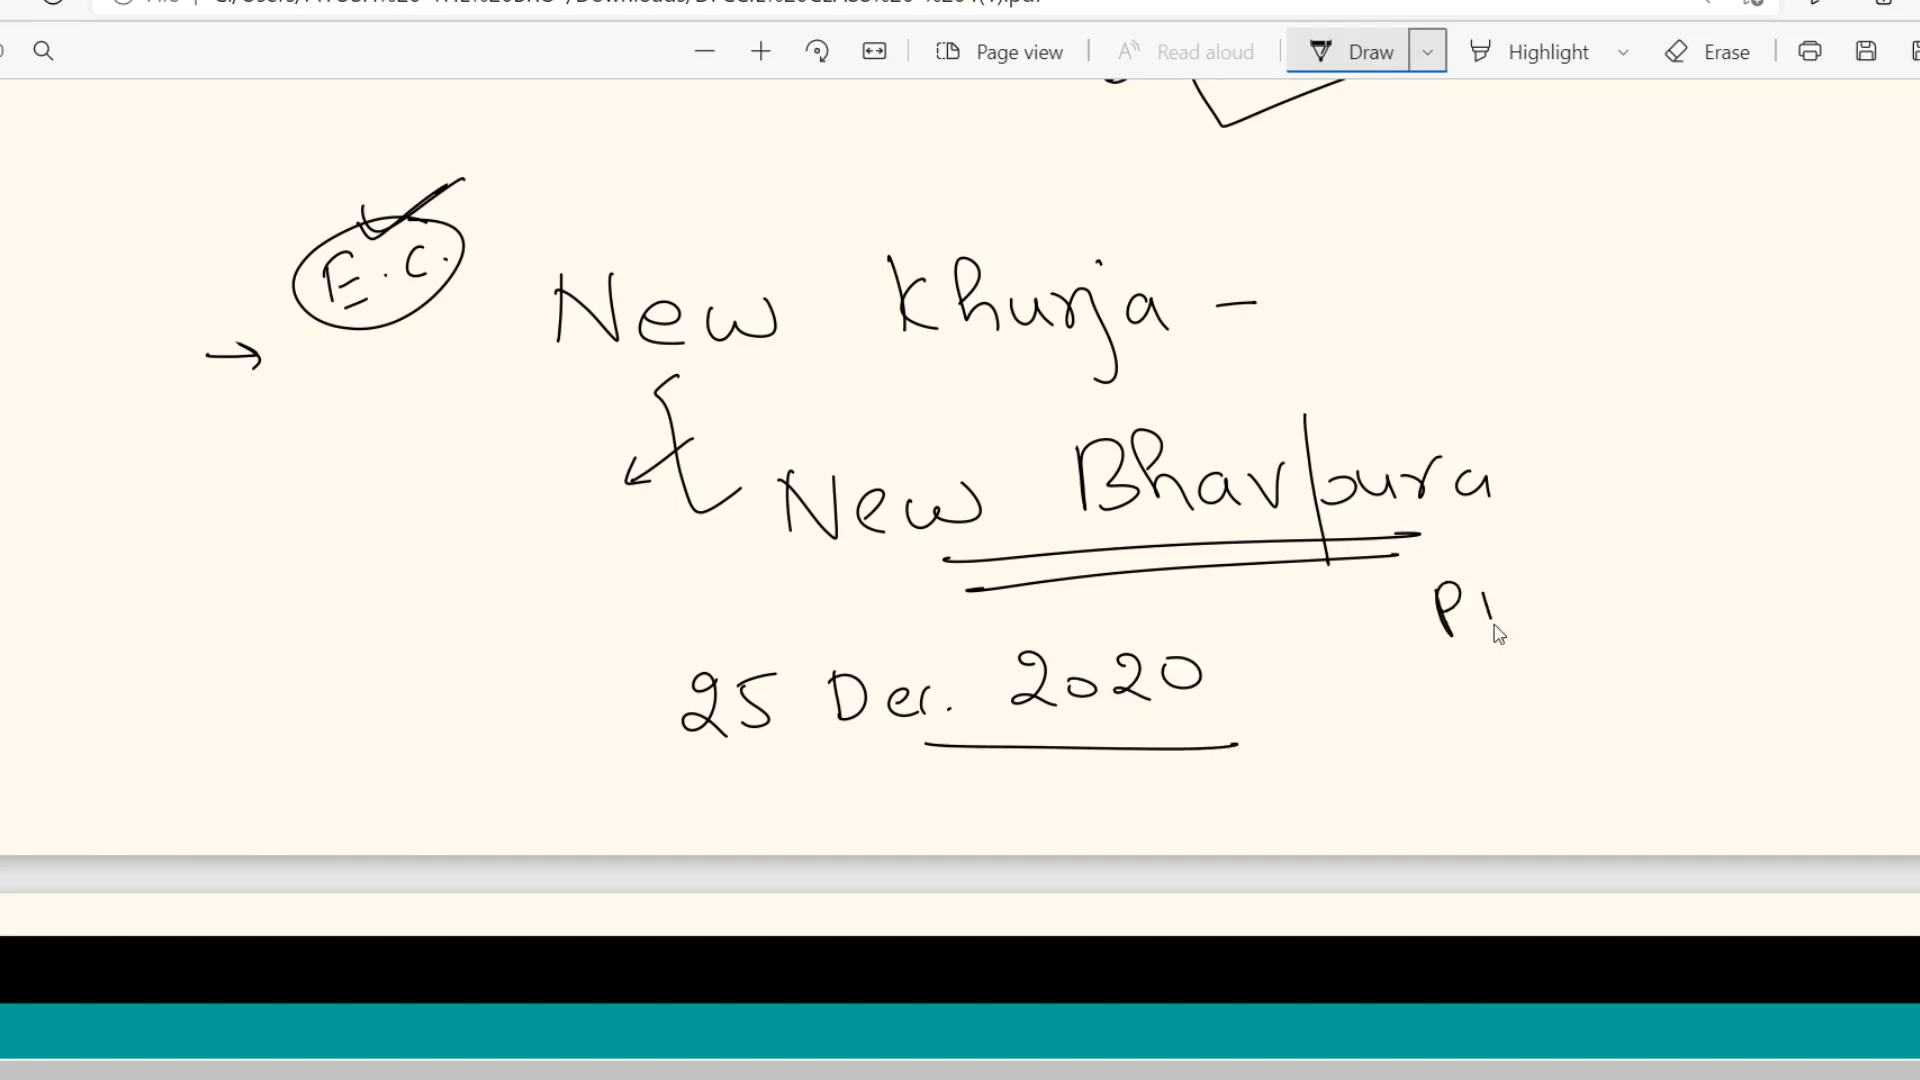 Page view
Read aloud
Draw
Highlight
Erase
E.C.
New Khurja -
New Bhavpura
P
25 Dec. 2020